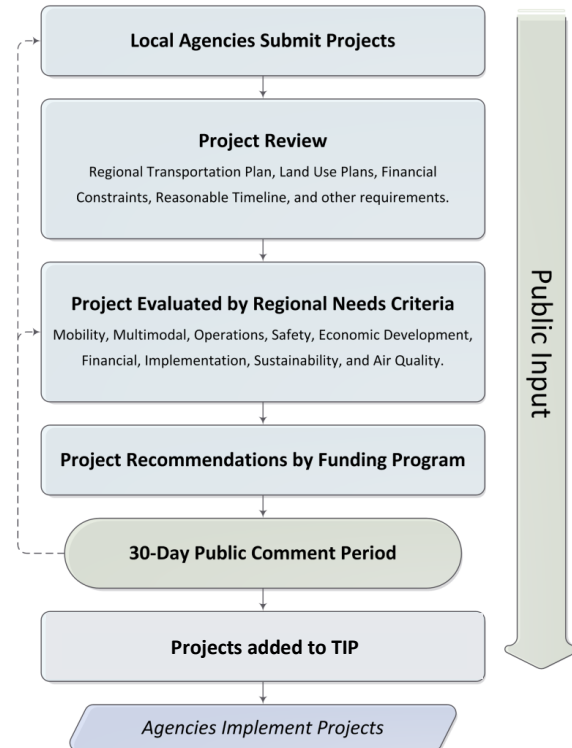 Local Agencies Submit Projects
Project Review
Regional Transportation Plan, Land Use Plans, Financial
Constraints, Reasonable Timeline, and other requirements.
Project Evaluated by Regional Needs Criteria
Mobility, Multimodal, Operations, Safety, Economic Development,
Financial, Implementation, Sustainability, and Air Quality.
Project Recommendations by Funding Program
30-Day Public Comment Period
Projects added to TIP
Agencies Implement Projects
Public Input